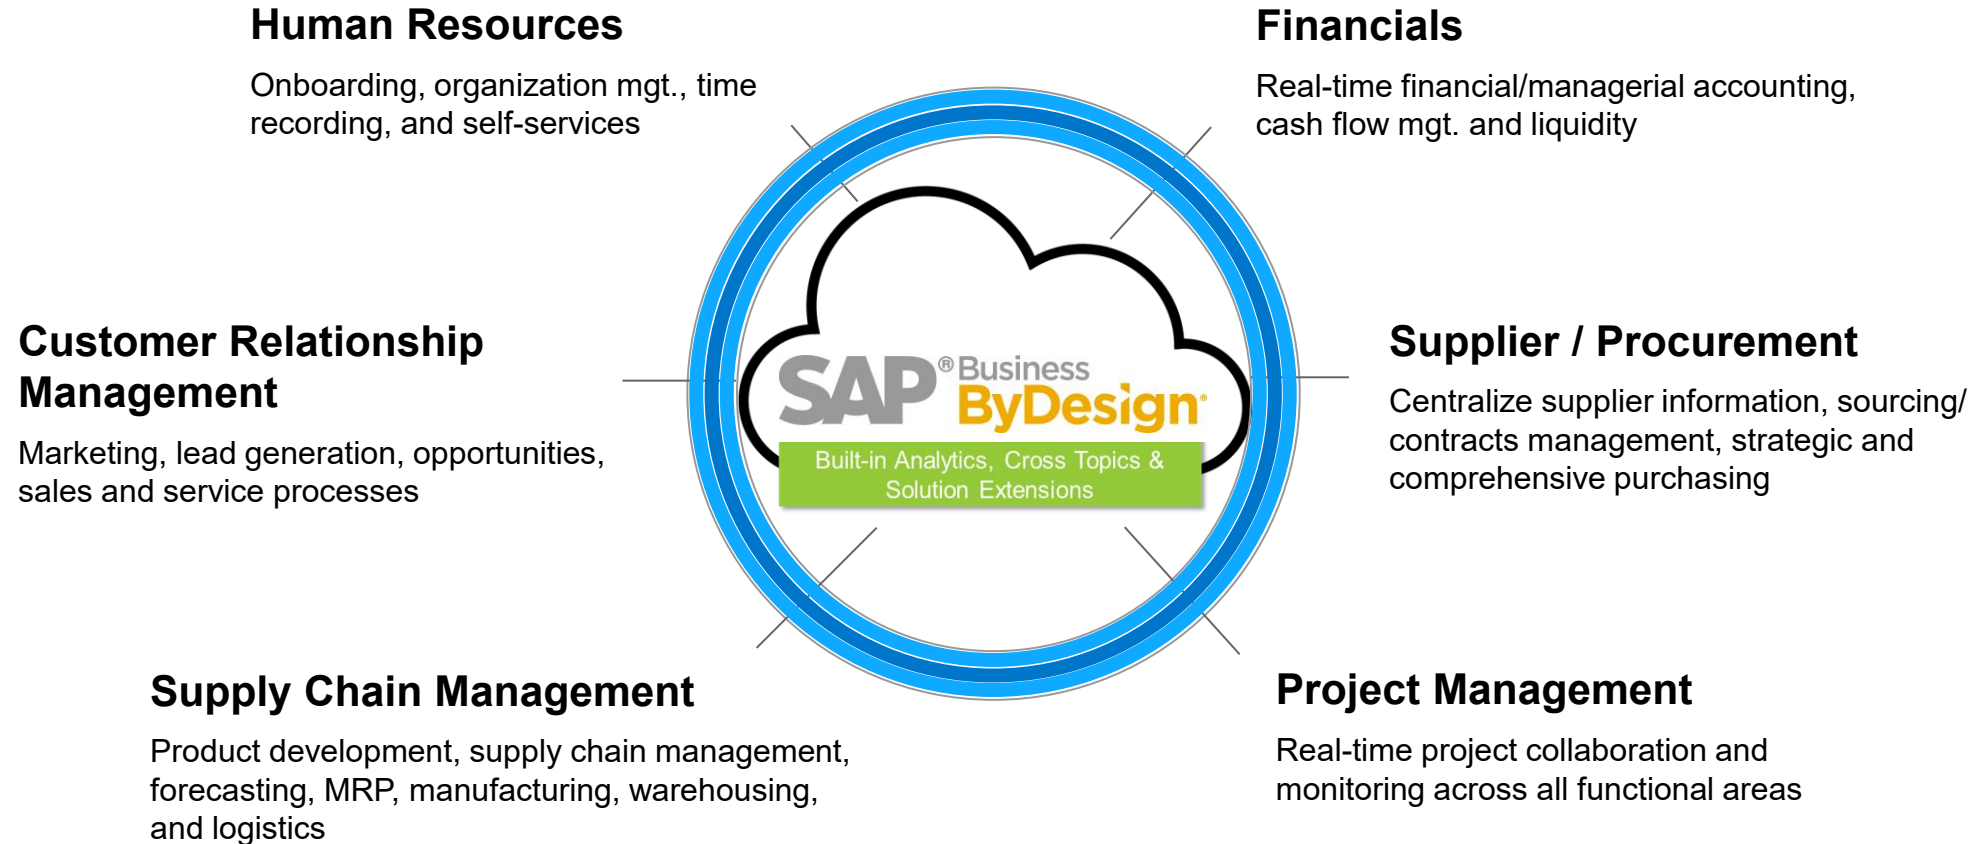 Human Resources
Onboarding, organization mgt., time
recording, and self-services
Financials
Real-time financial/managerial accounting,
cash flow mgt. and liquidity
Customer Relationship
Management
Marketing, lead generation, opportunities,
sales and service processes
SAP® Business
ByDesign
Built-in Analytics, Cross Topics &
Solution Extensions
Supplier / Procurement
Centralize supplier information, sourcing/
contracts management, strategic and
comprehensive purchasing
Supply Chain Management
Product development, supply chain management,
forecasting, MRP, manufacturing, warehousing,
and logistics
Project Management
Real-time project collaboration and
monitoring across all functional areas